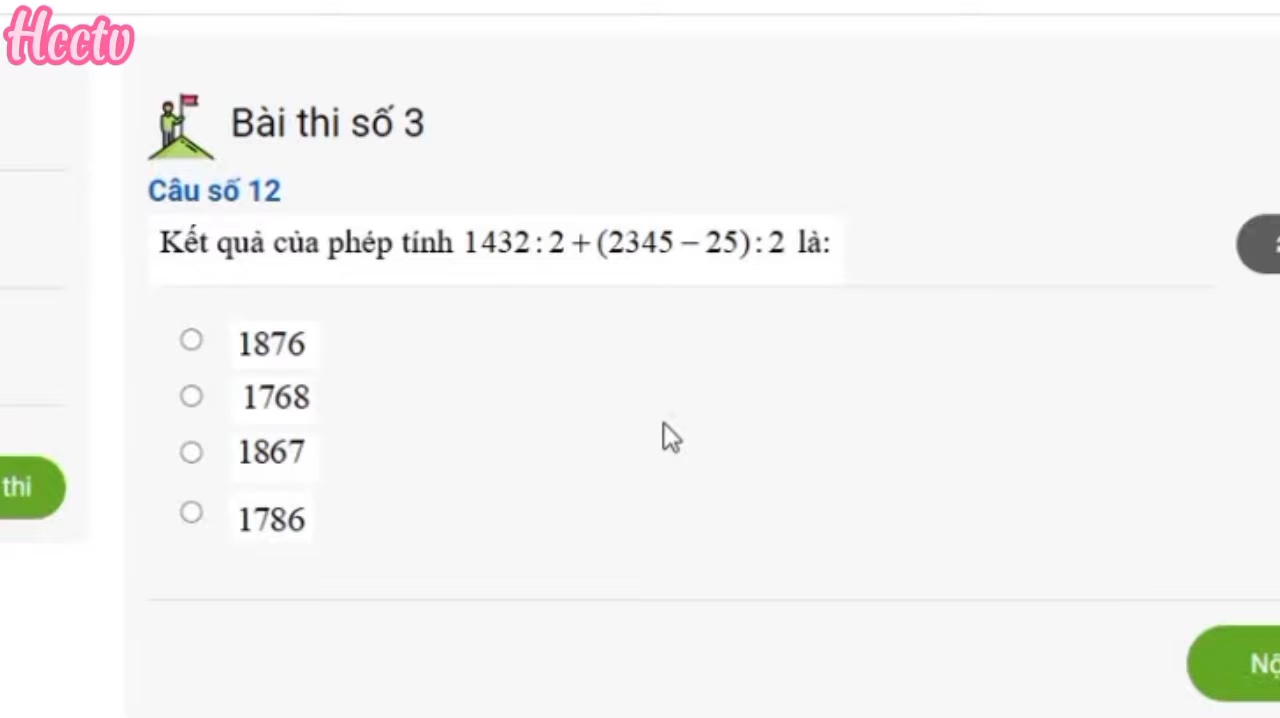 Hcctv
Bài thi số 3
Câu số 12
Kết quả của phép tính 1432 : 2 + (2345 – 25) : 2 là:
1876
1768
1867
1786
thi